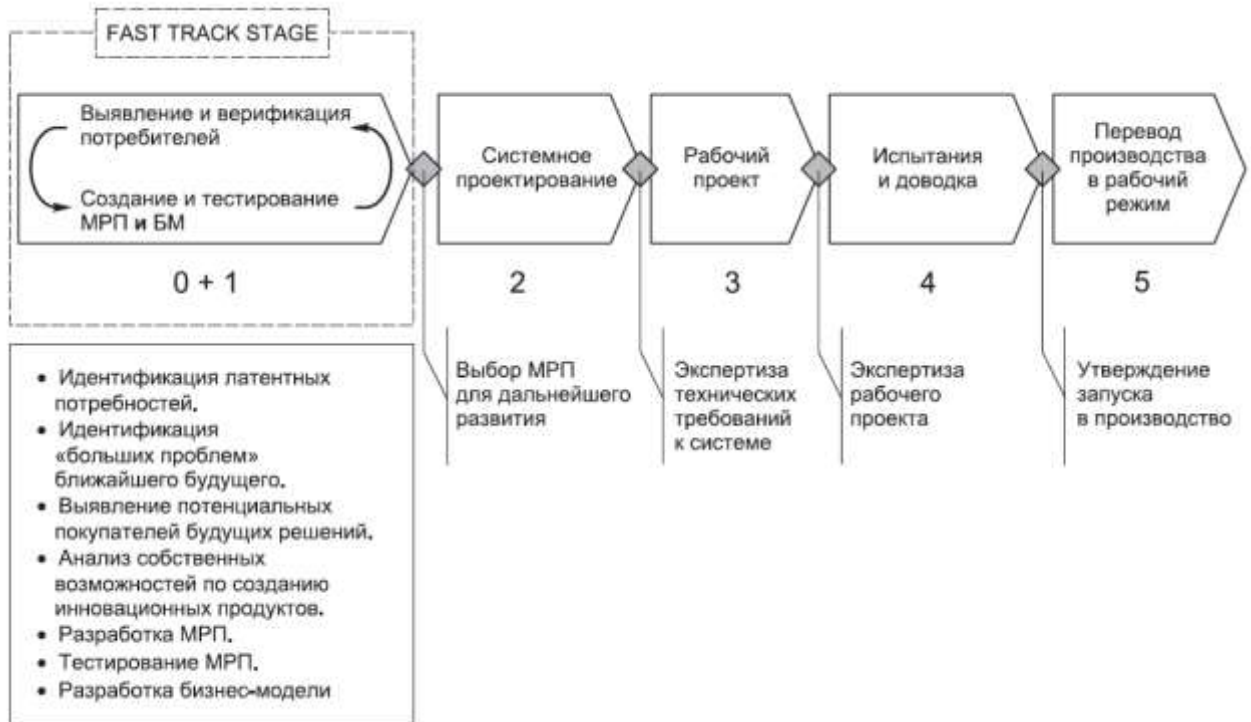 FAST TRACK STAGE
Выявление и верификация
потребителей
Создание и тестирование
МРП и БМ
0 + 1
Системное
проектирование
2
Рабочий
проект
3
Испытания
и доводка
4
Перевод
производства
в рабочий
режим
5
Выбор МРП
для дальнейшего
развития
Экспертиза
технических
требований
к системе
Экспертиза
рабочего
проекта
Утверждение
запуска
в производство
• Идентификация латентных
потребностей.
• Идентификация
«больших проблем»
ближайшего будущего.
• Выявление потенциальных
покупателей будущих решений.
• Анализ собственных
возможностей по созданию
инновационных продуктов.
• Разработка МРП.
• Тестирование МРП.
• Разработка бизнес-модели